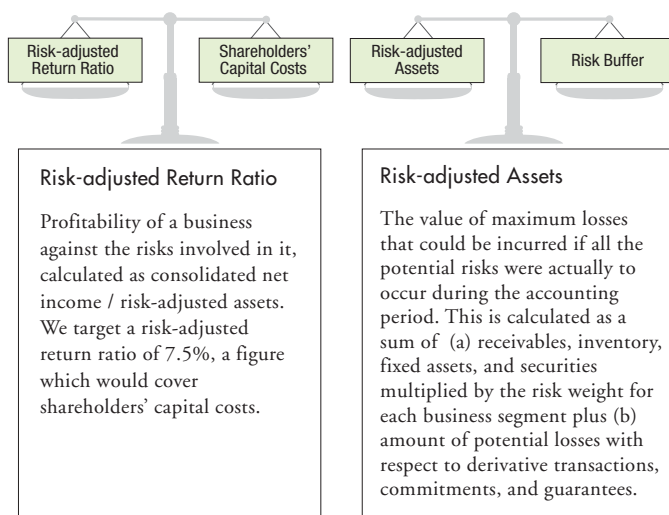 Risk-adjusted
Return Ratio
Shareholders'
Capital Costs
Risk-adjusted
Assets
Risk Buffer
Risk-adjusted Return Ratio
Profitability of a business
against the risks involved in it,
calculated as consolidated net
income / risk-adjusted assets.
We target a risk-adjusted
return ratio of 7.5%, a figure
which would cover
shareholders' capital costs.
Risk-adjusted Assets
The value of maximum losses
that could be incurred if all the
potential risks were actually to
occur during the accounting
period. This is calculated as a
sum of (a) receivables, inventory,
fixed assets, and securities
multiplied by the risk weight for
each business segment plus (b)
amount of potential losses with
respect to derivative transactions,
commitments, and guarantees.